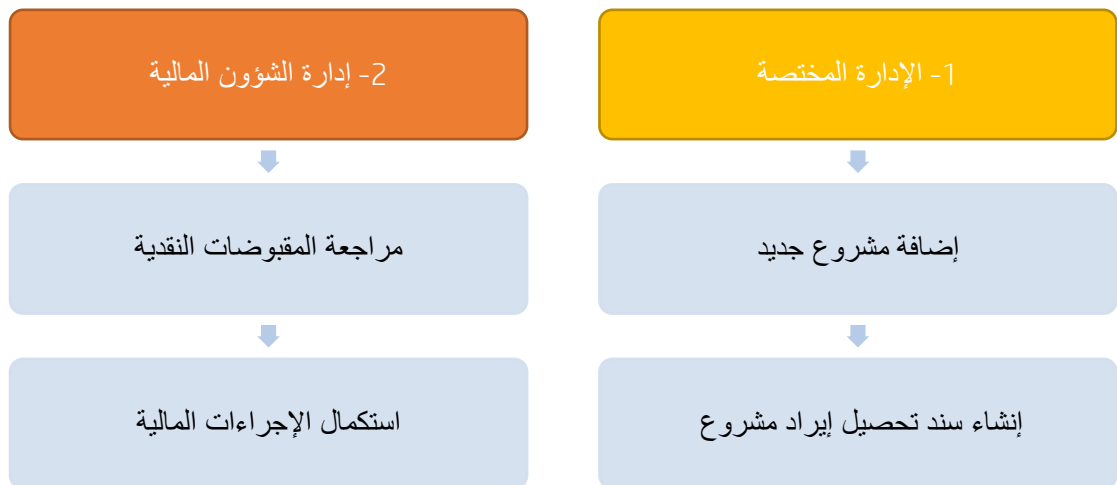 1- الإدارة المختصة
إضافة مشروع جديد
إنشاء سند تحصيل إيراد مشروع
2- إدارة الشؤون المالية
مراجعة المقبوضات النقدية
استكمال الإجراءات المالية